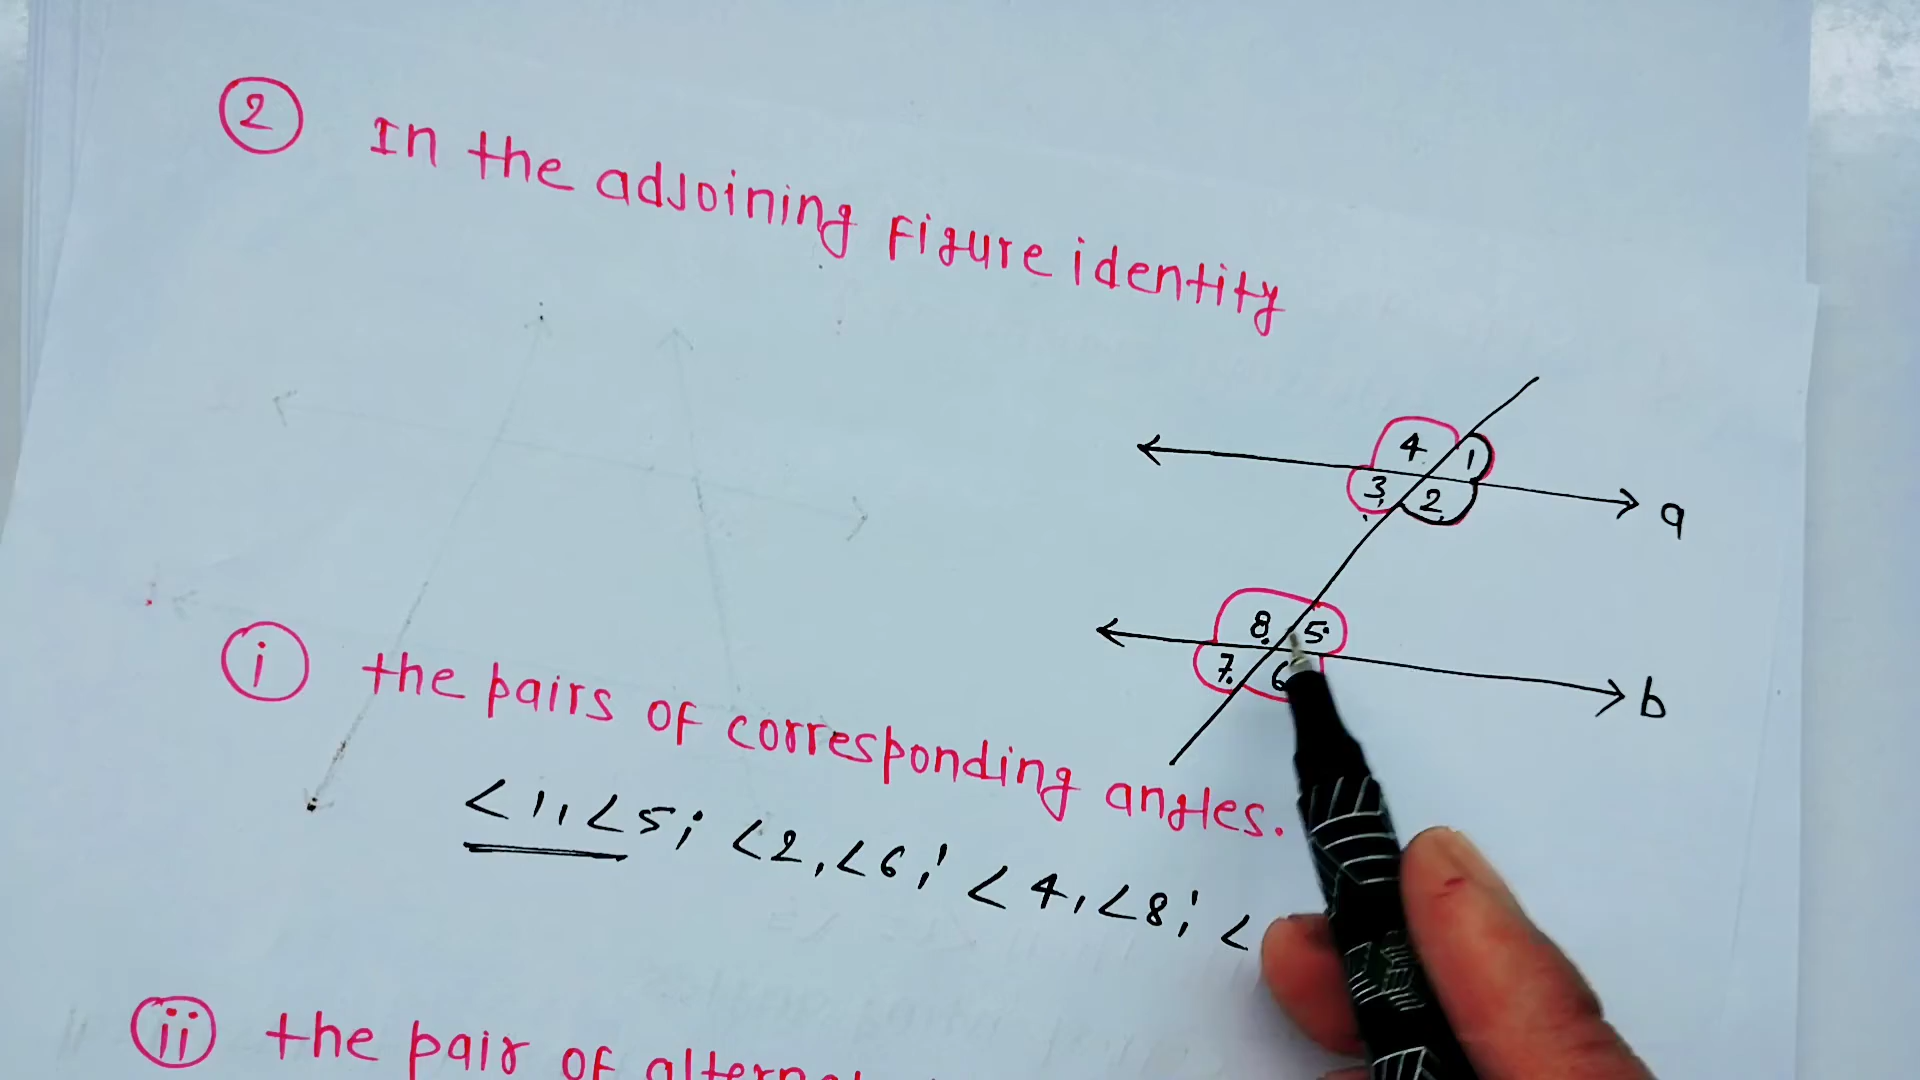 2 In the adjoining Figure identity
4 1
3 2 a
8 5
7 6 b
i the pairs of corresponding angles.
<1,<5; <2,<6; <4,<8; <
ii the pair of